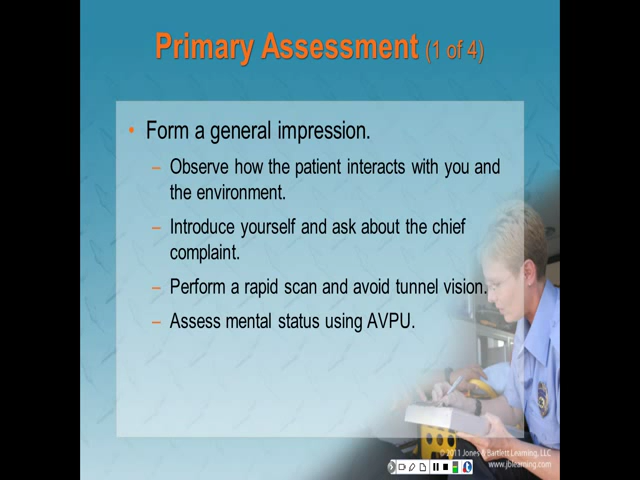 Primary Assessment (1 of 4)
• Form a general impression.
– Observe how the patient interacts with you and
the environment.
– Introduce yourself and ask about the chief
complaint.
– Perform a rapid scan and avoid tunnel vision.
– Assess mental status using AVPU.
© 2011 Jones & Bartlett Learning, LLC
www.jblearning.com